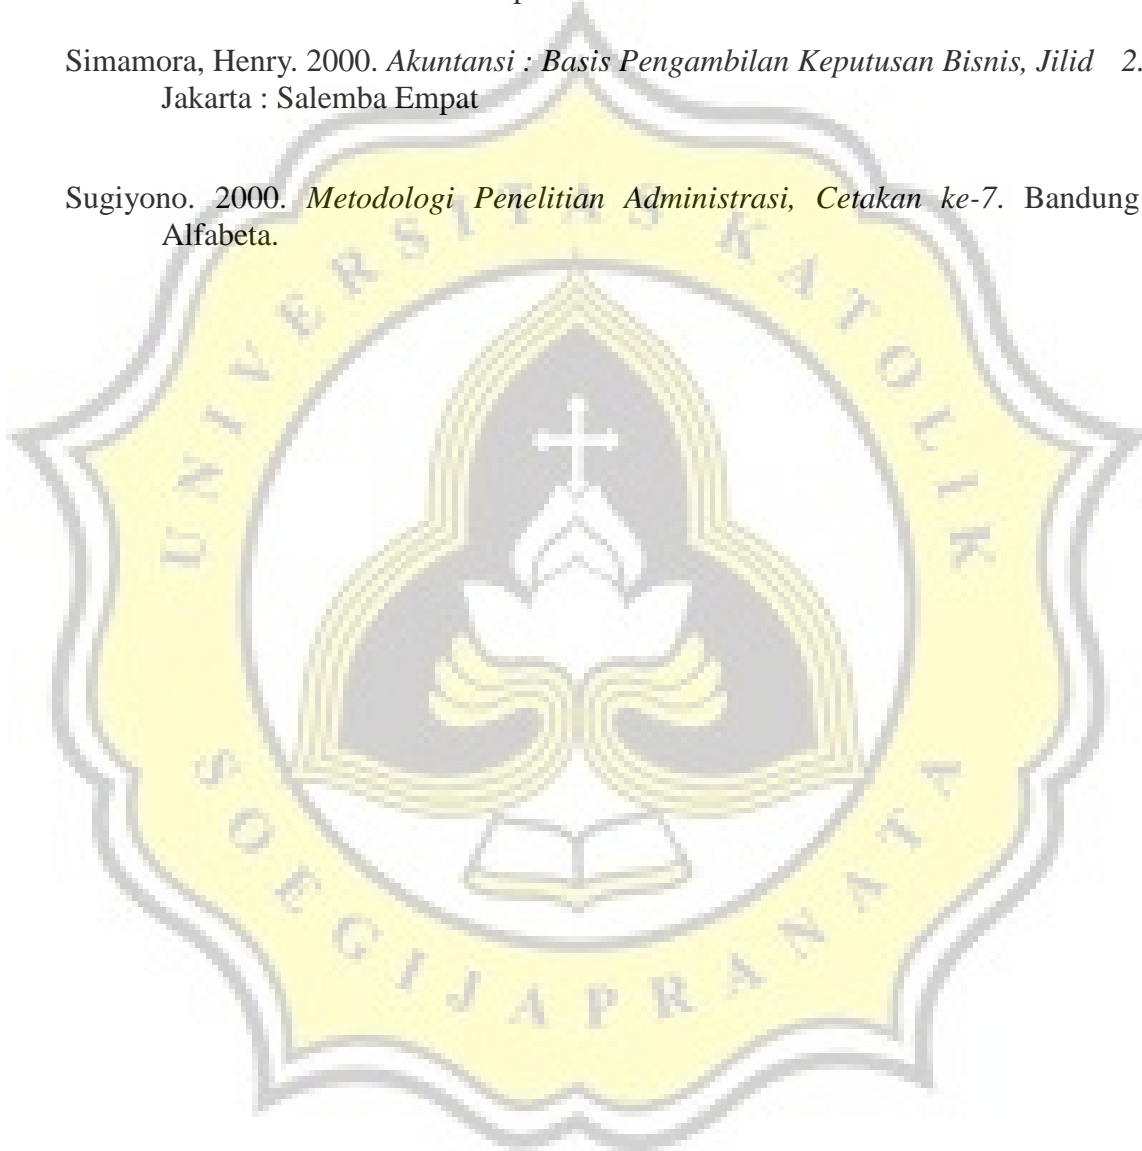 Simamora, Henry. 2000. Akuntansi : Basis Pengambilan Keputusan Bisnis, Jilid 2.
Jakarta : Salemba Empat
Sugiyono. 2000. Metodologi Penelitian Administrasi, Cetakan ke-7. Bandung
Alfabeta.
UNIVERSITAS KATOLIK
SOEGIJAPRANATA